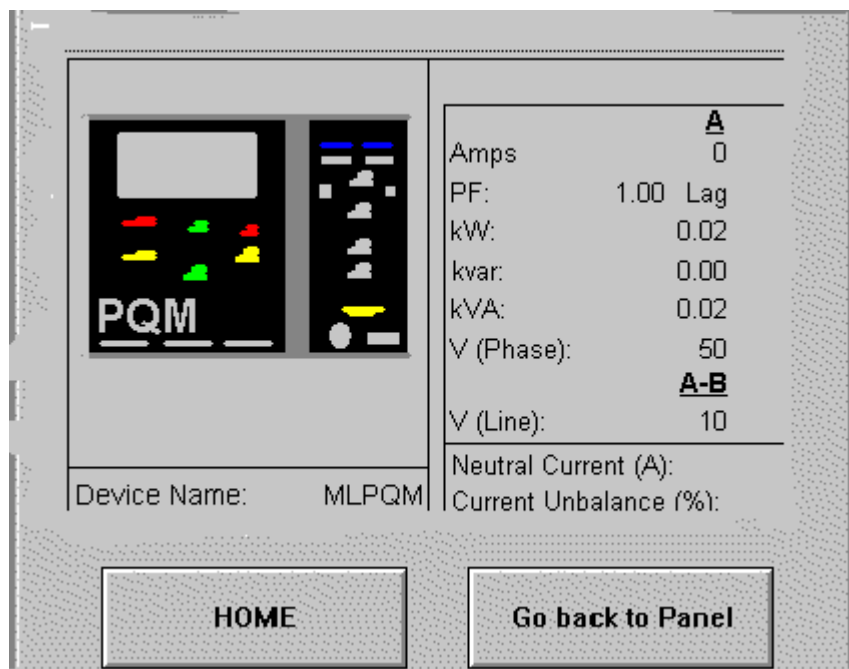 A
Amps 0
PF: 1.00 Lag
kW: 0.02
kvar: 0.00
kVA: 0.02
V (Phase): 50
A-B
V (Line): 10
Neutral Current (A):
Current Unbalance (%):
PQM
Device Name: MLPQM
HOME
Go back to Panel